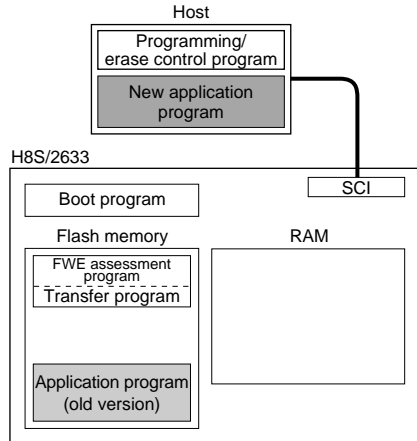 Host
Programming/
erase control program
New application
program
H8S/2633
SCI
Boot program
Flash memory
RAM
FWE assessment
program
Transfer program
Application program
(old version)